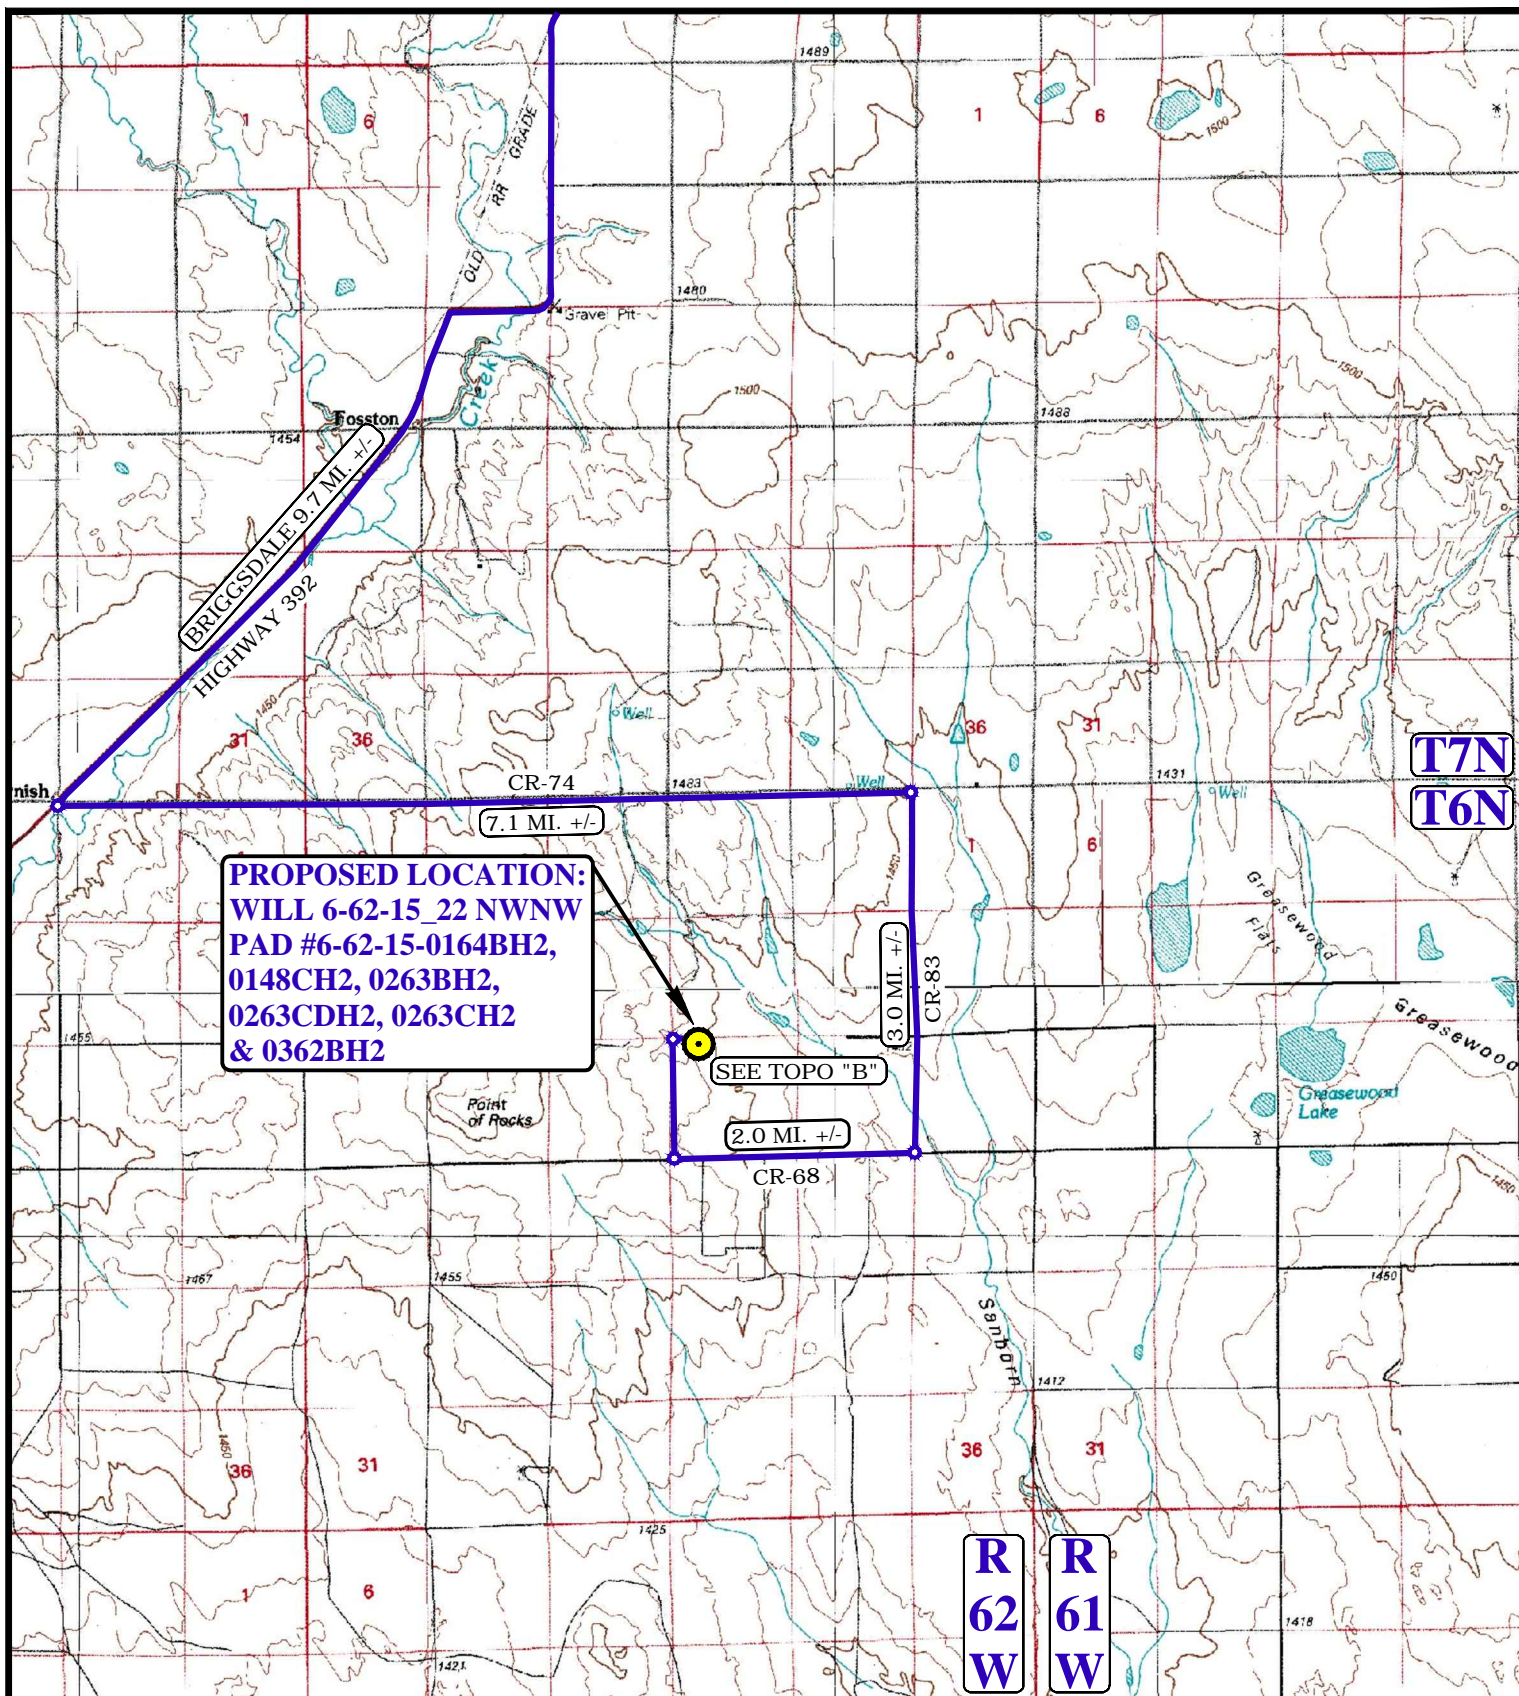 1489
1
6
1
6
1500
OLD RR GRADE
1480
Gravel Pit
Creek
1500
1500
1488
Fosston
1454
BRIGGSDALE 9.7 MI. +/-
HIGHWAY 392
1450
31
36
Well
36
31
T7N
T6N
nish
CR-74
1483
Well
1431
Well
7.1 MI. +/-
1
6
1450
PROPOSED LOCATION:
WILL 6-62-15_22 NWNW
PAD #6-62-15-0164BH2,
0148CH2, 0263BH2,
0263CDH2, 0263CH2
& 0362BH2
Greasewood
Flats
3.0 MI. +/-
CR-83
1455
Greasewood
SEE TOPO "B"
Point
of Rocks
Greasewood
Lake
2.0 MI. +/-
CR-68
1450
1467
1455
1450
Sanborn
1412
1450
36
31
36
31
1425
1
6
R
62
W
R
61
W
1418
1421